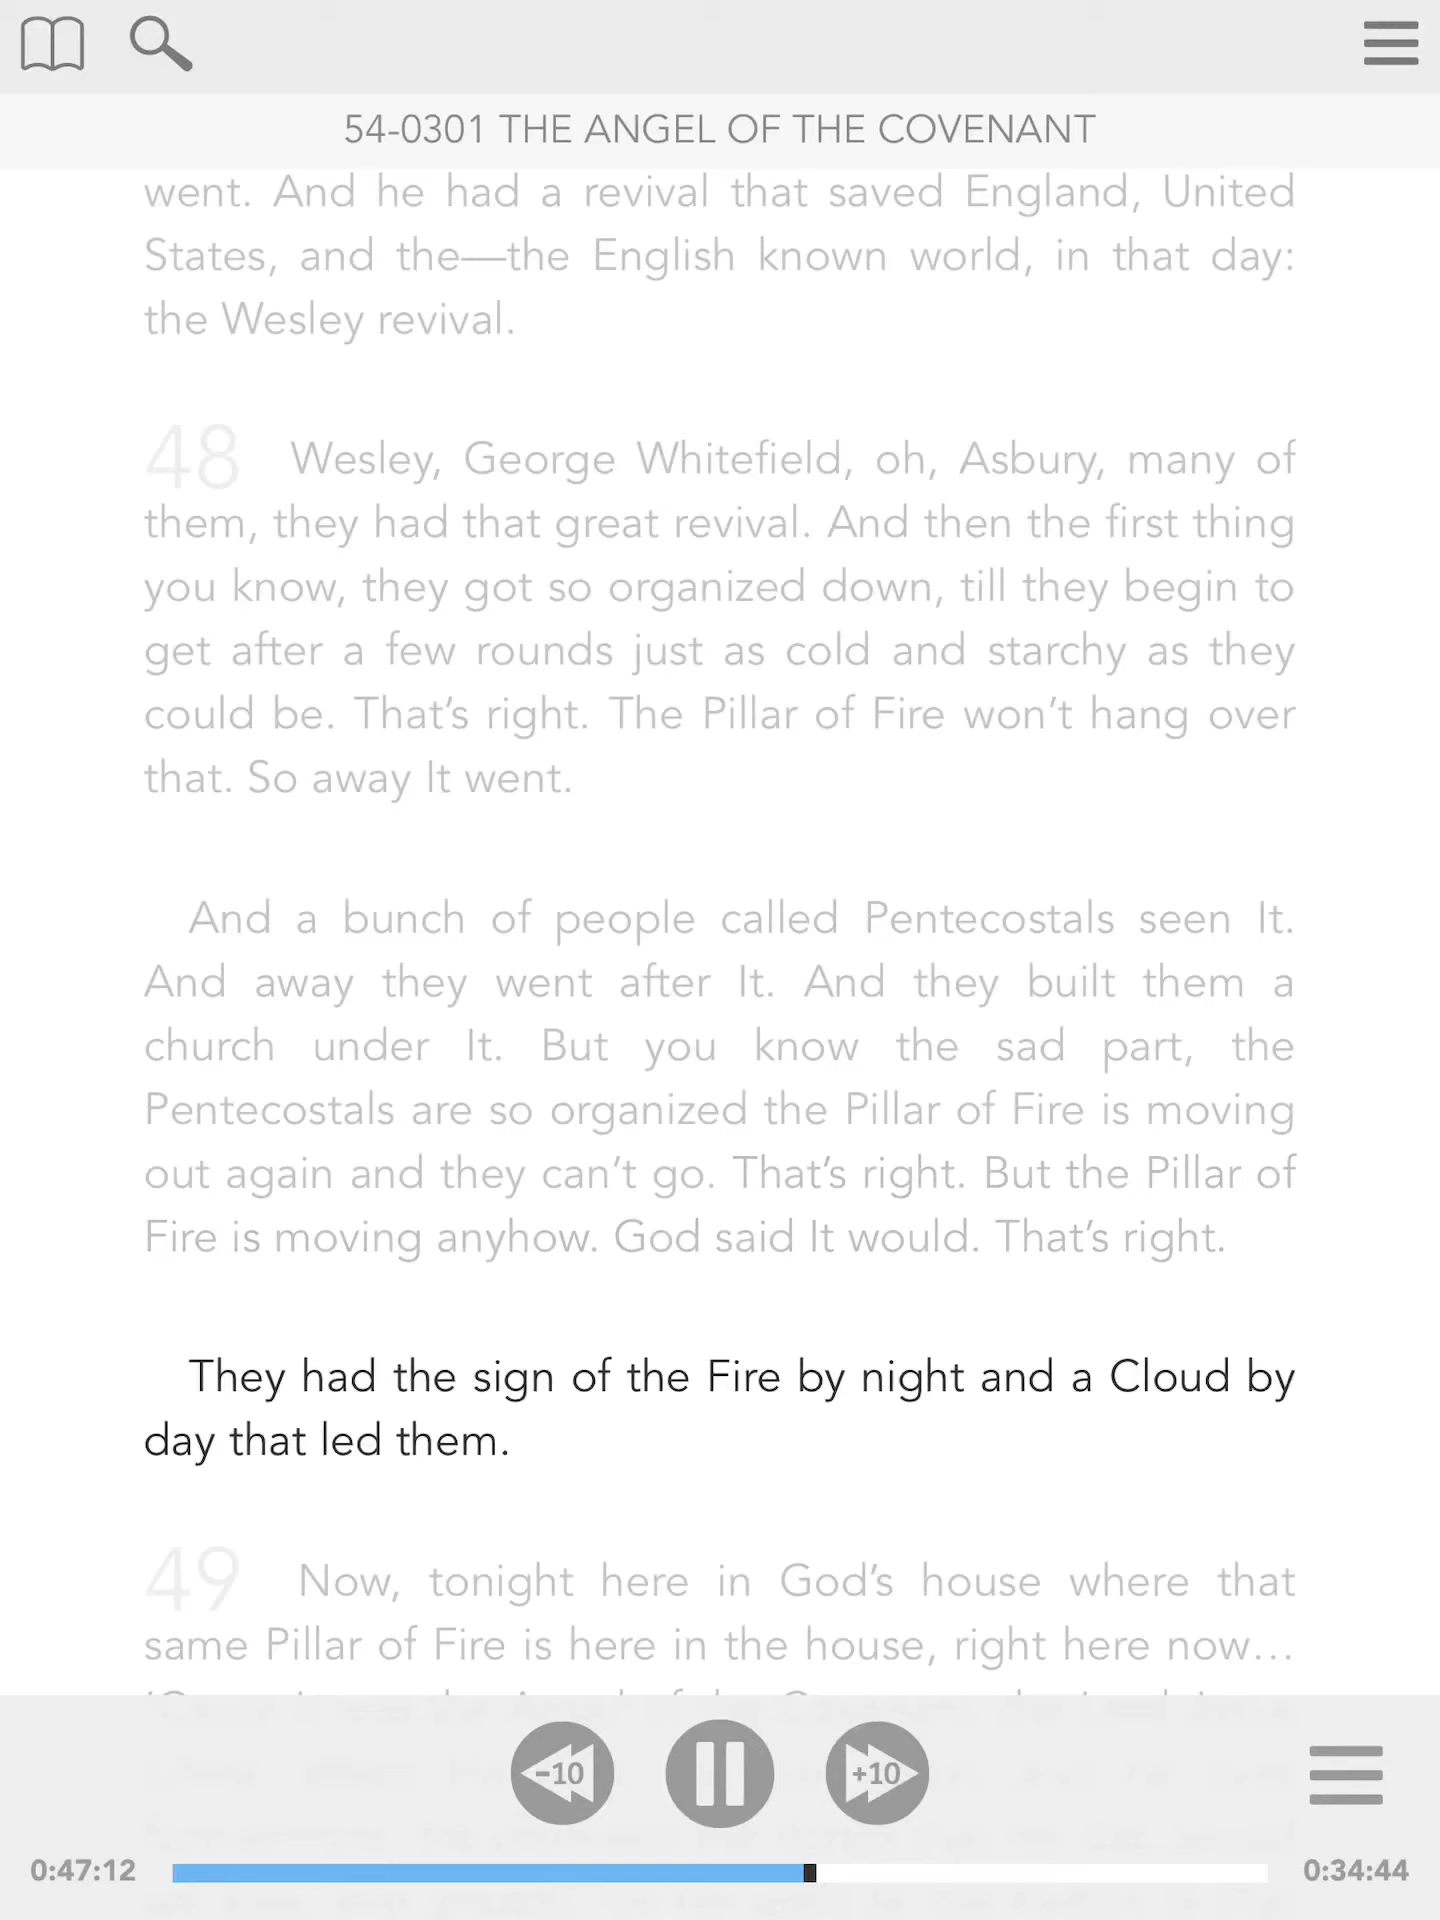 54-0301 THE ANGEL OF THE COVENANT
went. And he had a revival that saved England, United
States, and the—the English known world, in that day:
the Wesley revival.
48 Wesley, George Whitefield, oh, Asbury, many of
them, they had that great revival. And then the first thing
you know, they got so organized down, till they begin to
get after a few rounds just as cold and starchy as they
could be. That’s right. The Pillar of Fire won’t hang over
that. So away It went.
And a bunch of people called Pentecostals seen It.
And away they went after It. And they built them a
church under It. But you know the sad part, the
Pentecostals are so organized the Pillar of Fire is moving
out again and they can’t go. That’s right. But the Pillar of
Fire is moving anyhow. God said It would. That’s right.
They had the sign of the Fire by night and a Cloud by
day that led them.
49 Now, tonight here in God’s house where that
same Pillar of Fire is here in the house, right here now…
-10 +10
0:47:12 0:34:44